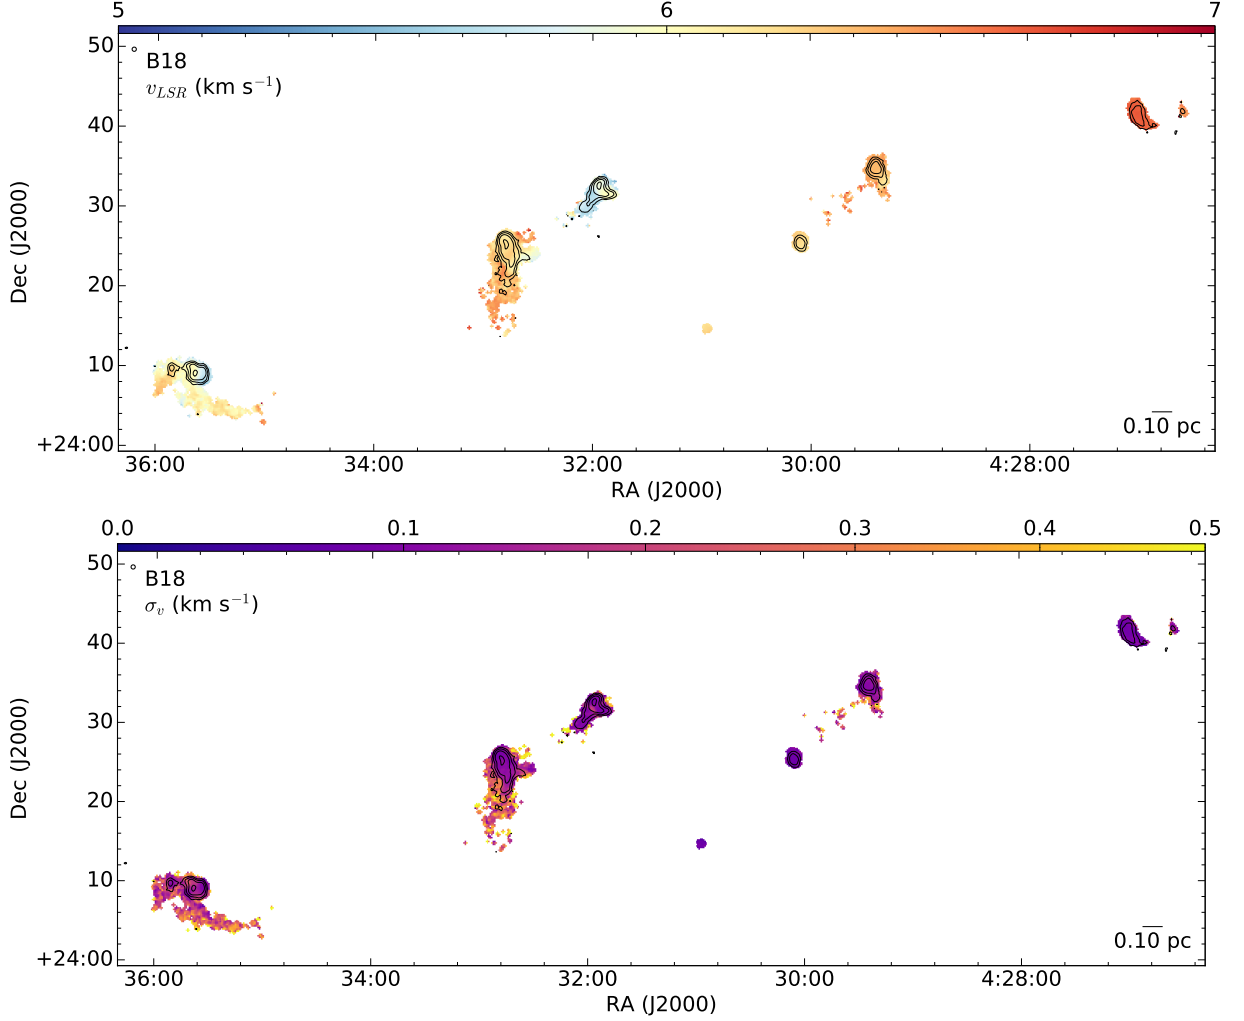 5 6 7
50
B18
v_LSR (km s⁻¹)
40
30
20
10
+24:00
0.10 pc
36:00 34:00 32:00 30:00 4:28:00
RA (J2000)
Dec (J2000)
0.0 0.1 0.2 0.3 0.4 0.5
50
B18
σ_v (km s⁻¹)
40
30
20
10
+24:00
0.10 pc
36:00 34:00 32:00 30:00 4:28:00
RA (J2000)
Dec (J2000)